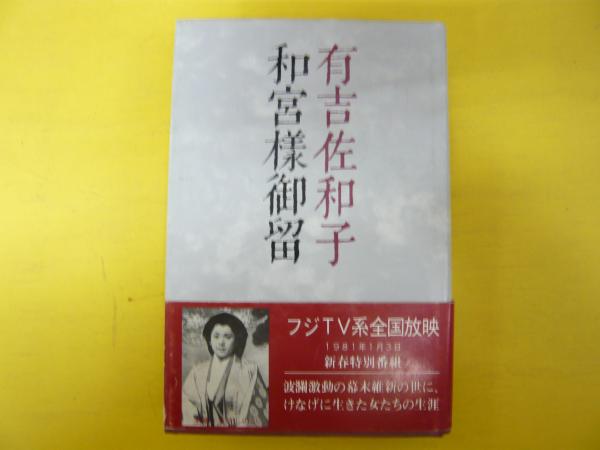 有吉佐和子
和宮様御留
フジTV系全国放映
1981年1月3日
新春特別番組
波瀾激動の幕末維新の世に、
けなげに生きた女たちの生涯